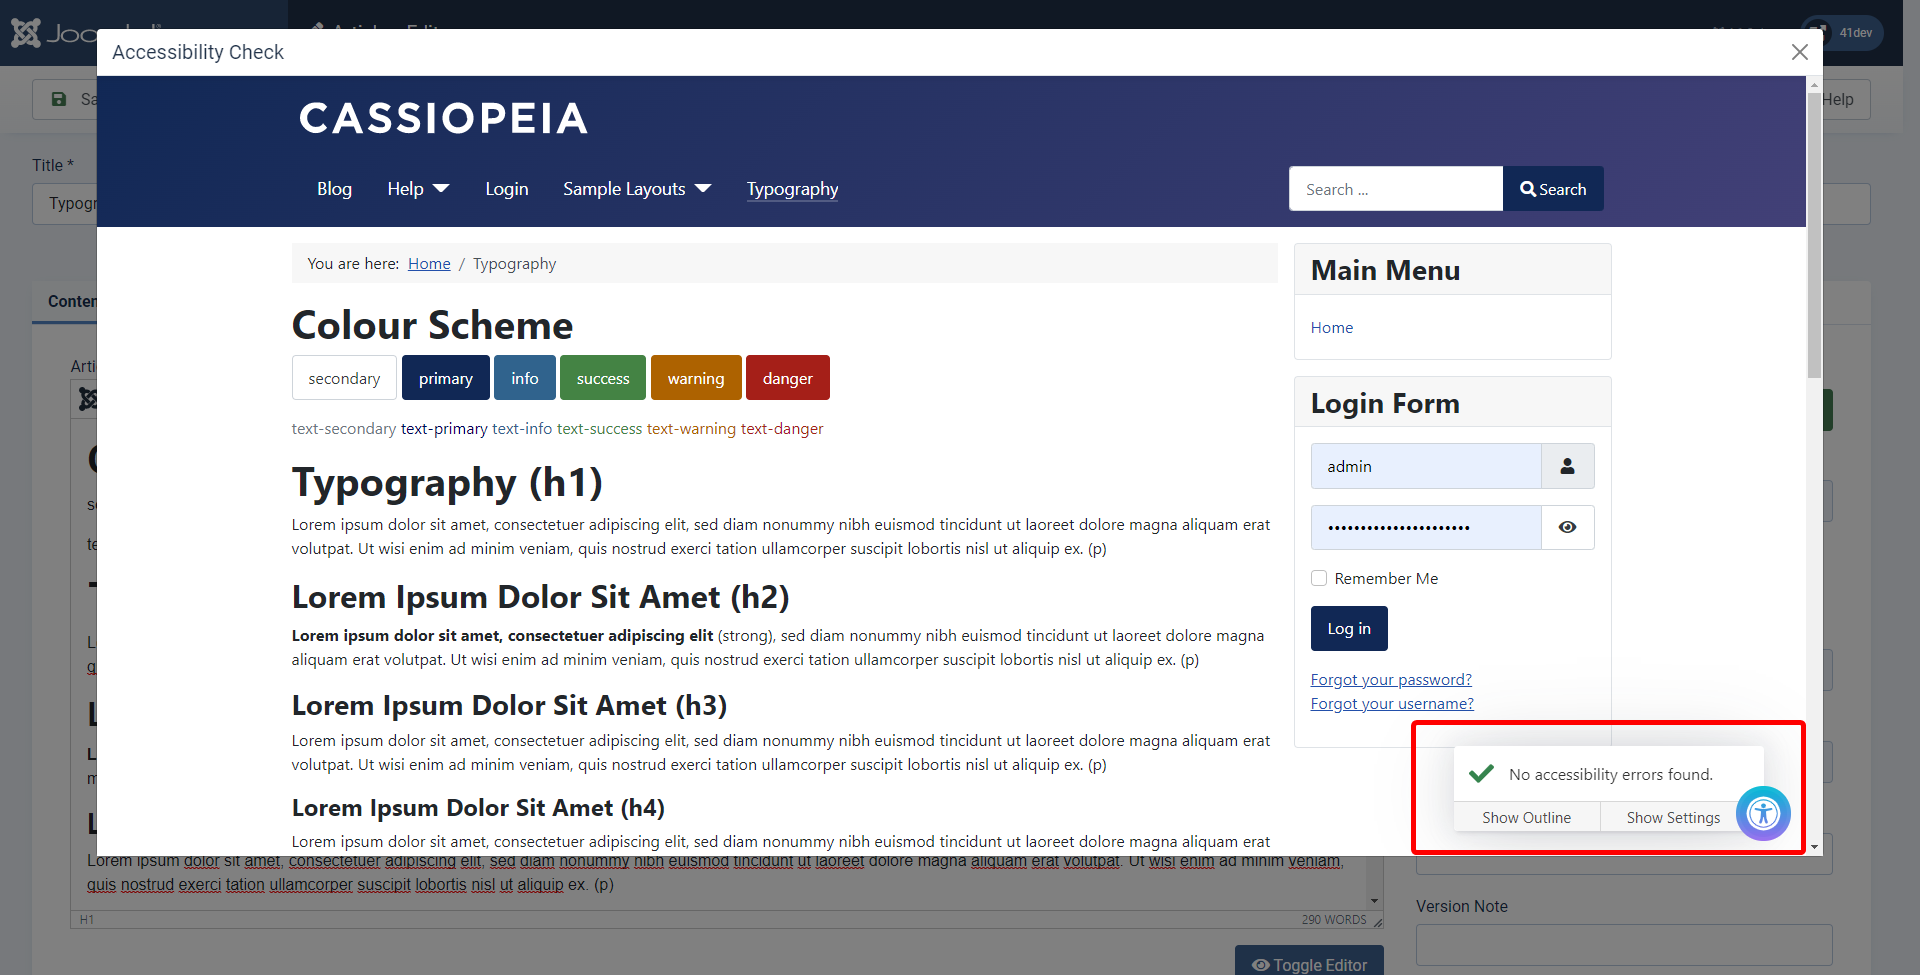 Accessibility Check
41dev
Help
Title *
CASSIOPEIA
Blog Help Login Sample Layouts Typography
Search ... Search
You are here: Home / Typography
Colour Scheme
secondary primary info success warning danger
text-secondary text-primary text-info text-success text-warning text-danger
Typography (h1)
Lorem ipsum dolor sit amet, consectetuer adipiscing elit, sed diam nonummy nibh euismod tincidunt ut laoreet dolore magna aliquam erat
volutpat. Ut wisi enim ad minim veniam, quis nostrud exerci tation ullamcorper suscipit lobortis nisl ut aliquip ex. (p)
Lorem Ipsum Dolor Sit Amet (h2)
Lorem ipsum dolor sit amet, consectetuer adipiscing elit (strong), sed diam nonummy nibh euismod tincidunt ut laoreet dolore magna
aliquam erat volutpat. Ut wisi enim ad minim veniam, quis nostrud exerci tation ullamcorper suscipit lobortis nisl ut aliquip ex. (p)
Lorem Ipsum Dolor Sit Amet (h3)
Lorem ipsum dolor sit amet, consectetuer adipiscing elit, sed diam nonummy nibh euismod tincidunt ut laoreet dolore magna aliquam erat
volutpat. Ut wisi enim ad minim veniam, quis nostrud exerci tation ullamcorper suscipit lobortis nisl ut aliquip ex. (p)
Lorem Ipsum Dolor Sit Amet (h4)
Lorem ipsum dolor sit amet, consectetuer adipiscing elit, sed diam nonummy nibh euismod tincidunt ut laoreet dolore magna aliquam erat
Main Menu
Home
Login Form
admin
Remember Me
Log in
Forgot your password?
Forgot your username?
No accessibility errors found.
Show Outline
Show Settings
Lorem ipsum dolor sit amet, consectetuer adipiscing elit, sed diam nonummy nibh euismod tincidunt ut laoreet dolore magna aliquam erat volutpat. Ut wisi enim ad minim veniam,
quis nostrud exerci tation ullamcorper suscipit lobortis nisl ut aliquip ex. (p)
H1
290 WORDS
Version Note
Toggle Editor